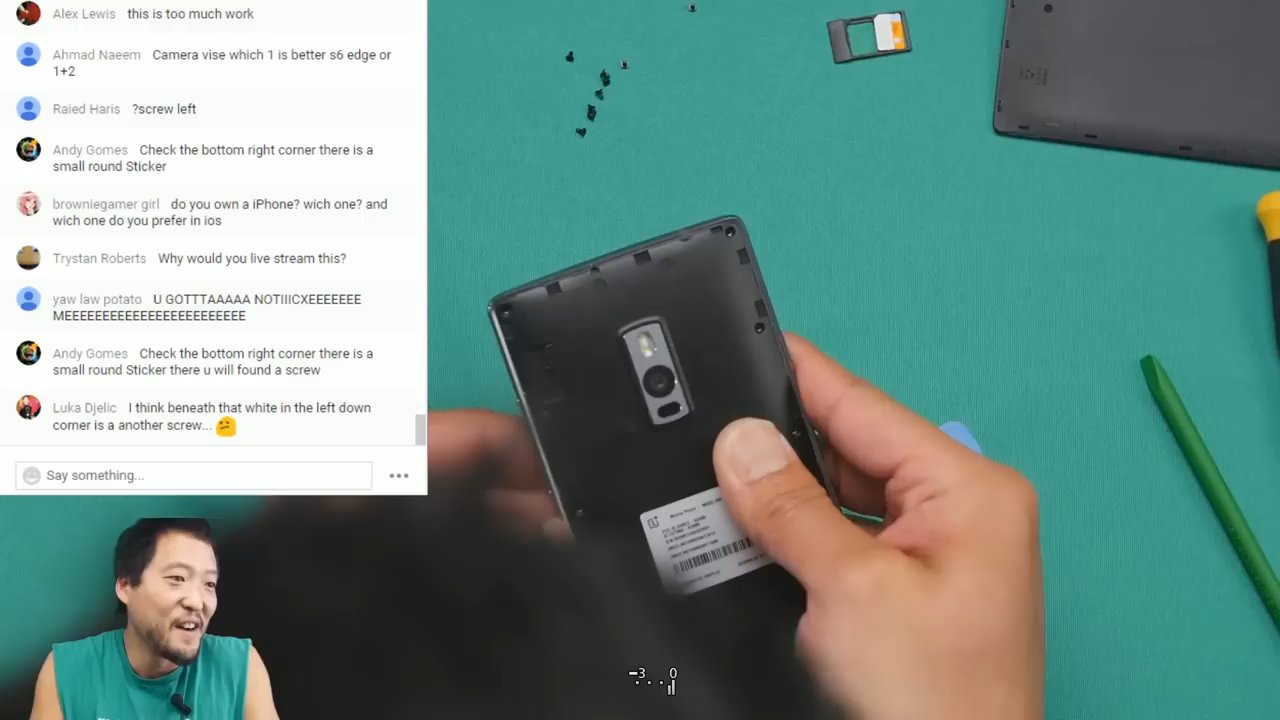 Alex Lewis this is too much work
Ahmad Naeem Camera vise which 1 is better s6 edge or
1+2
Raied Haris ?screw left
Andy Gomes Check the bottom right corner there is a
small round Sticker
browniegamer girl do you own a iPhone? wich one? and
wich one do you prefer in ios
Trystan Roberts Why would you live stream this?
yaw law potato U GOTTTAAAAA NOTIIICXEEEEEEE
MEEEEEEEEEEEEEEEEEEEEEEEE
Andy Gomes Check the bottom right corner there is a
small round Sticker there u will found a screw
Luka Djelic I think beneath that white in the left down
corner is a another screw...
Say something...
Mobile Phone
-3 0